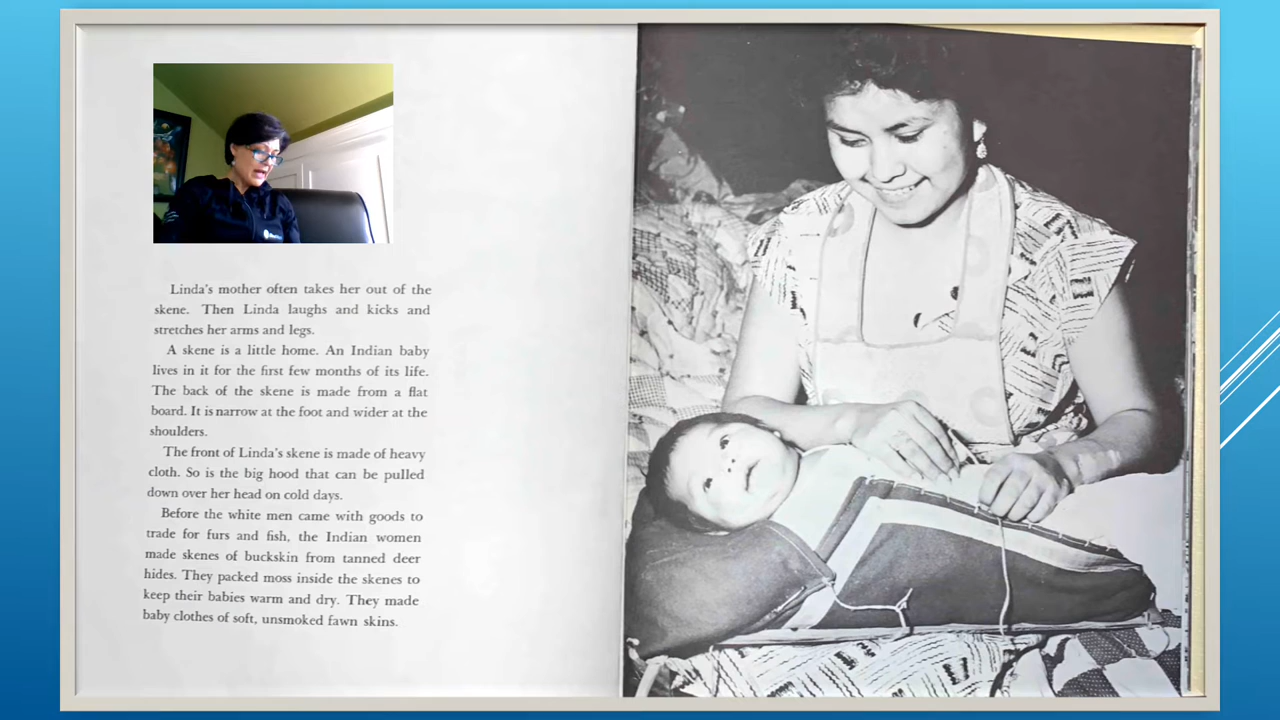 Linda's mother often takes her out of the
skene. Then Linda laughs and kicks and
stretches her arms and legs.
A skene is a little home. An Indian baby
lives in it for the first few months of its life.
The back of the skene is made from a flat
board. It is narrow at the foot and wider at the
shoulders.
The front of Linda's skene is made of heavy
cloth. So is the big hood that can be pulled
down over her head on cold days.
Before the white men came with goods to
trade for furs and fish, the Indian women
made skenes of buckskin from tanned deer
hides. They packed moss inside the skenes to
keep their babies warm and dry. They made
baby clothes of soft, unsmoked fawn skins.